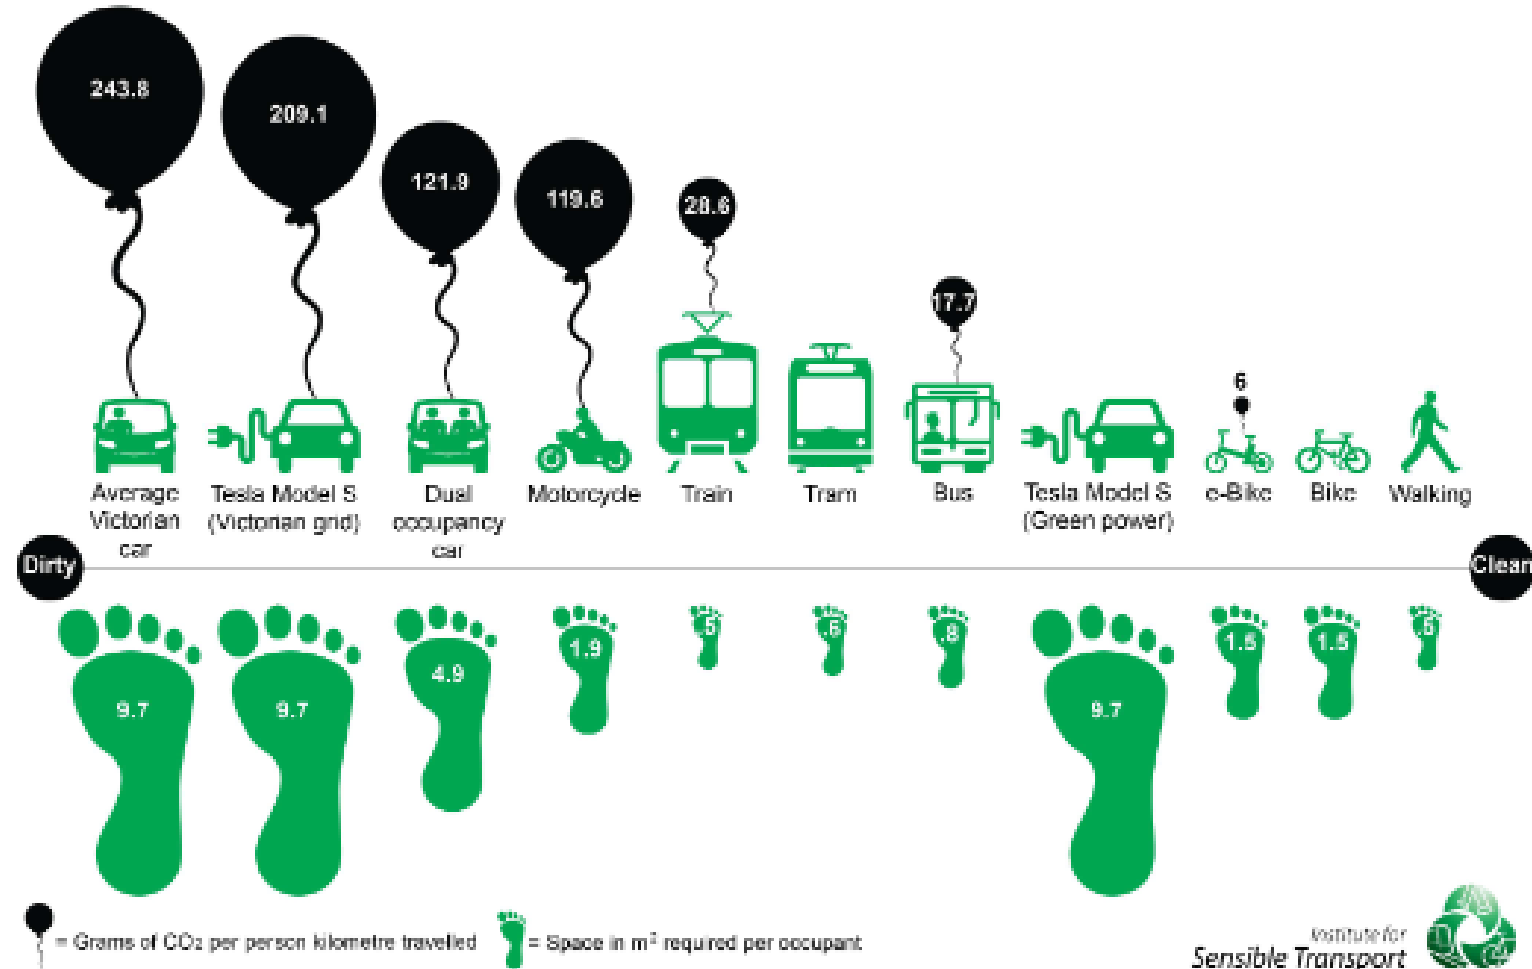 243.8
209.1
121.9
119.6
28.6
17.7
6
Average
Victorian
car
Tesla Model S
(Victorian grid)
Dual
occupancy
car
Motorcycle
Train
Tram
Bus
Tesla Model S
(Green power)
e-Bike
Bike
Walking
Dirty
Clean
9.7
9.7
4.9
1.9
.5
.6
.8
9.7
1.5
1.5
= Grams of CO₂ per person kilometre travelled
= Space in m² required per occupant
Institute for
Sensible Transport